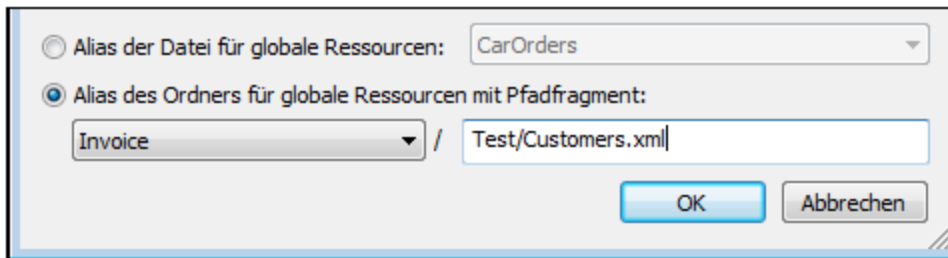 Alias der Datei für globale Ressourcen: CarOrders
Alias des Ordners für globale Ressourcen mit Pfadfragment:
Invoice / Test/Customers.xml
OK Abbrechen